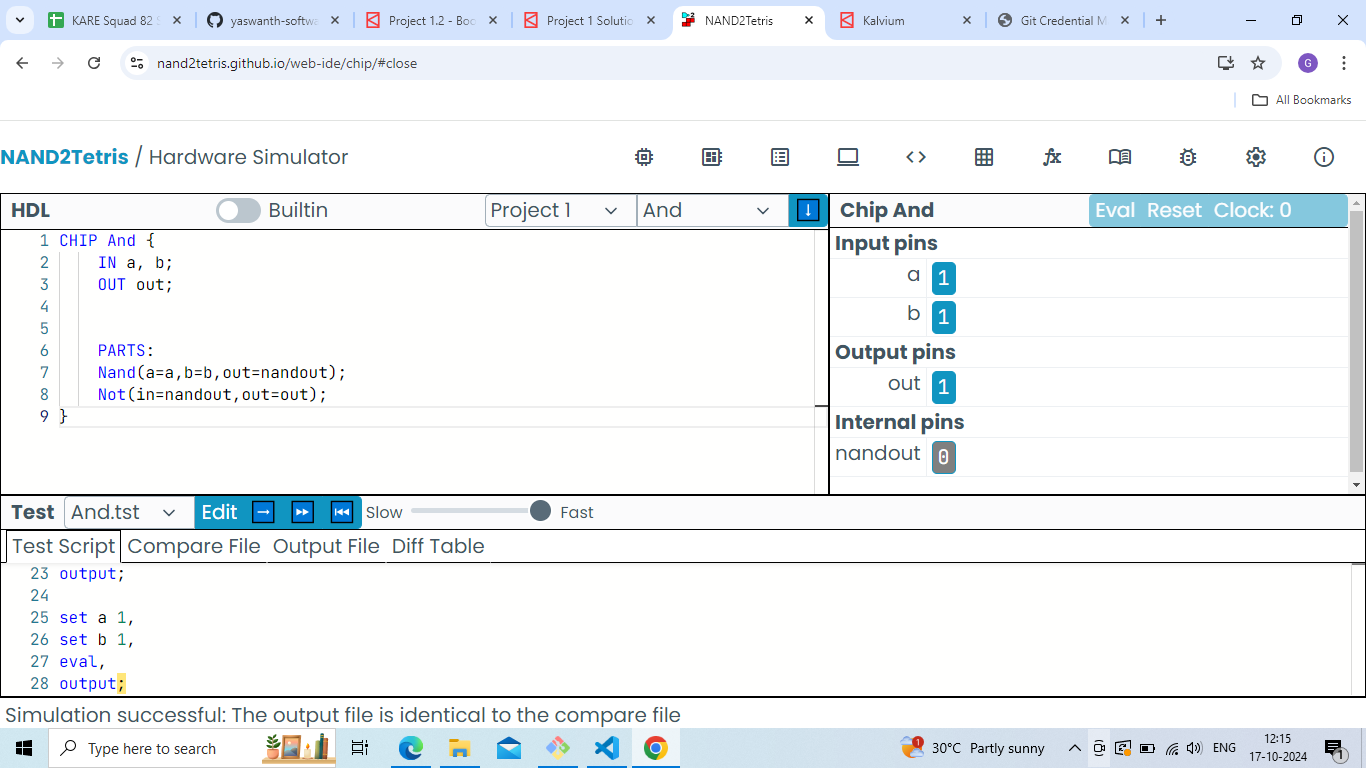 KARE Squad 82 S
yaswanth-softwa
Project 1.2 - Boo
Project 1 Solutio
NAND2Tetris
Kalvium
Git Credential M
nand2tetris.github.io/web-ide/chip/#close
G
All Bookmarks
NAND2Tetris / Hardware Simulator
HDL Builtin Project 1 And
Chip And Eval Reset Clock: 0
1 CHIP And {
2 IN a, b;
3 OUT out;
4
5
6 PARTS:
7 Nand(a=a,b=b,out=nandout);
8 Not(in=nandout,out=out);
9 }
Input pins
a 1
b 1
Output pins
out 1
Internal pins
nandout 0
Test And.tst Edit Slow Fast
Test Script Compare File Output File Diff Table
23 output;
24
25 set a 1,
26 set b 1,
27 eval,
28 output;
Simulation successful: The output file is identical to the compare file
Type here to search
30°C Partly sunny
ENG
12:15
17-10-2024
1